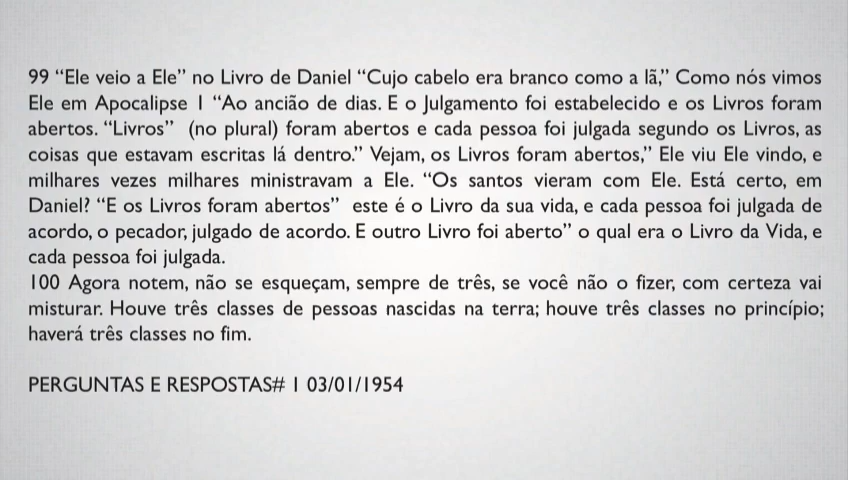 99 “Ele veio a Ele” no Livro de Daniel “Cujo cabelo era branco como a lã,” Como nós vimos
Ele em Apocalipse 1 “Ao ancião de dias. E o Julgamento foi estabelecido e os Livros foram
abertos. “Livros” (no plural) foram abertos e cada pessoa foi julgada segundo os Livros, as
coisas que estavam escritas lá dentro.” Vejam, os Livros foram abertos,” Ele viu Ele vindo, e
milhares vezes milhares ministravam a Ele. “Os santos vieram com Ele. Está certo, em
Daniel? “E os Livros foram abertos” este é o Livro da sua vida, e cada pessoa foi julgada de
acordo, o pecador, julgado de acordo. E outro Livro foi aberto” o qual era o Livro da Vida, e
cada pessoa foi julgada.
100 Agora notem, não se esqueçam, sempre de três, se você não o fizer, com certeza vai
misturar. Houve três classes de pessoas nascidas na terra; houve três classes no princípio;
haverá três classes no fim.
PERGUNTAS E RESPOSTAS# 1 03/01/1954